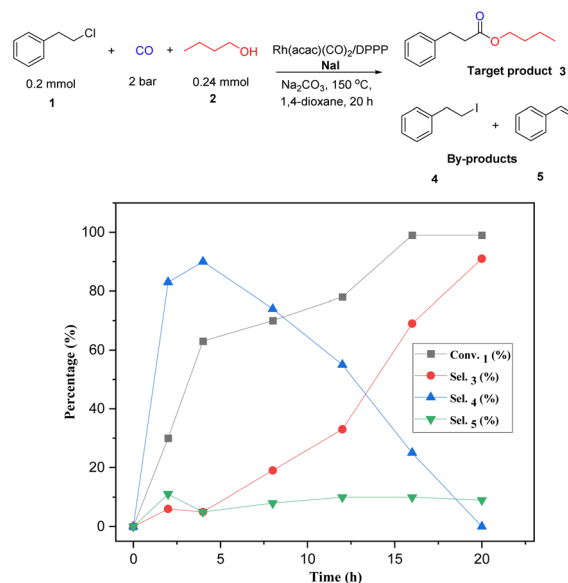 Cl
+ CO + OH
0.2 mmol 2 bar 0.24 mmol
1 2
Rh(acac)(CO)2/DPPP
NaI
Na2CO3, 150 °C,
1,4-dioxane, 20 h
O
O
Target product 3
I
+
By-products
4 5
Percentage (%)
100
80
60
40
20
0
Conv. 1 (%)
Sel. 3 (%)
Sel. 4 (%)
Sel. 5 (%)
0 5 10 15 20
Time (h)